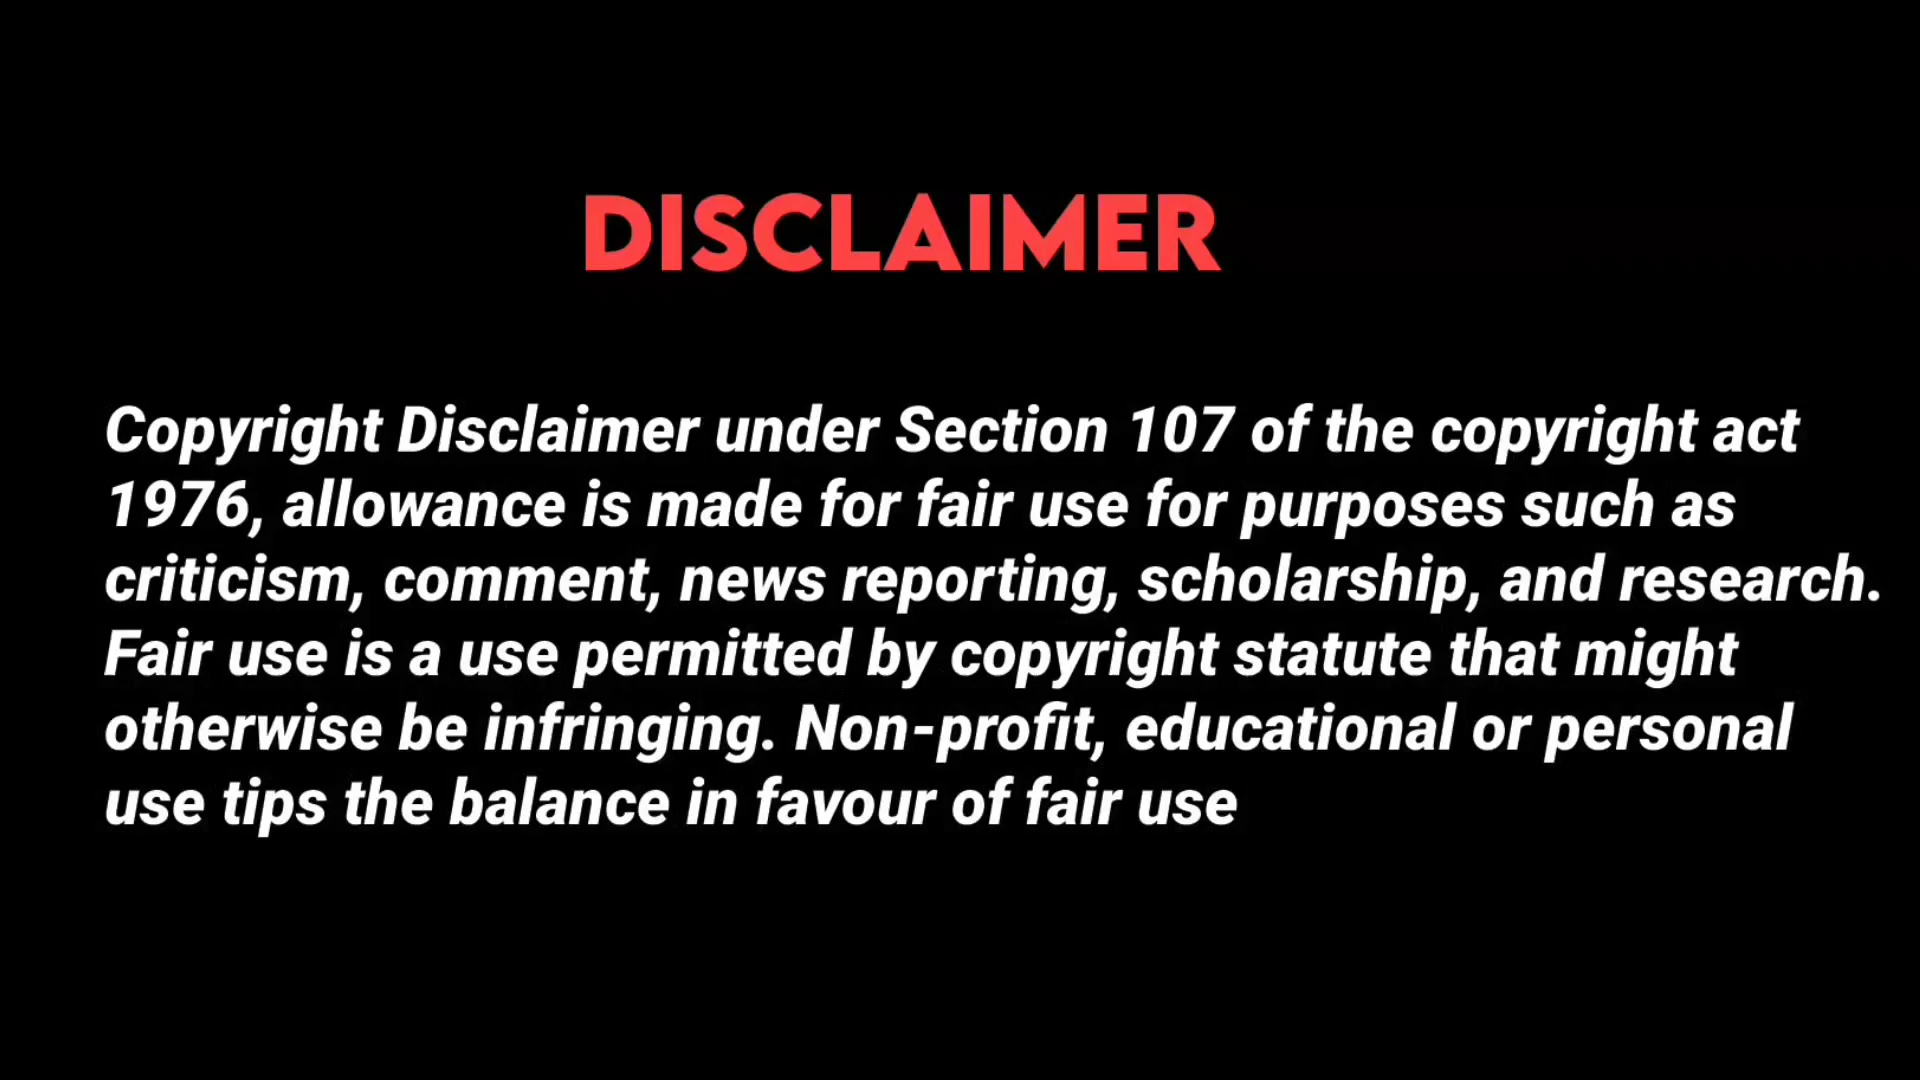 DISCLAIMER
Copyright Disclaimer under Section 107 of the copyright act
1976, allowance is made for fair use for purposes such as
criticism, comment, news reporting, scholarship, and research.
Fair use is a use permitted by copyright statute that might
otherwise be infringing. Non-profit, educational or personal
use tips the balance in favour of fair use